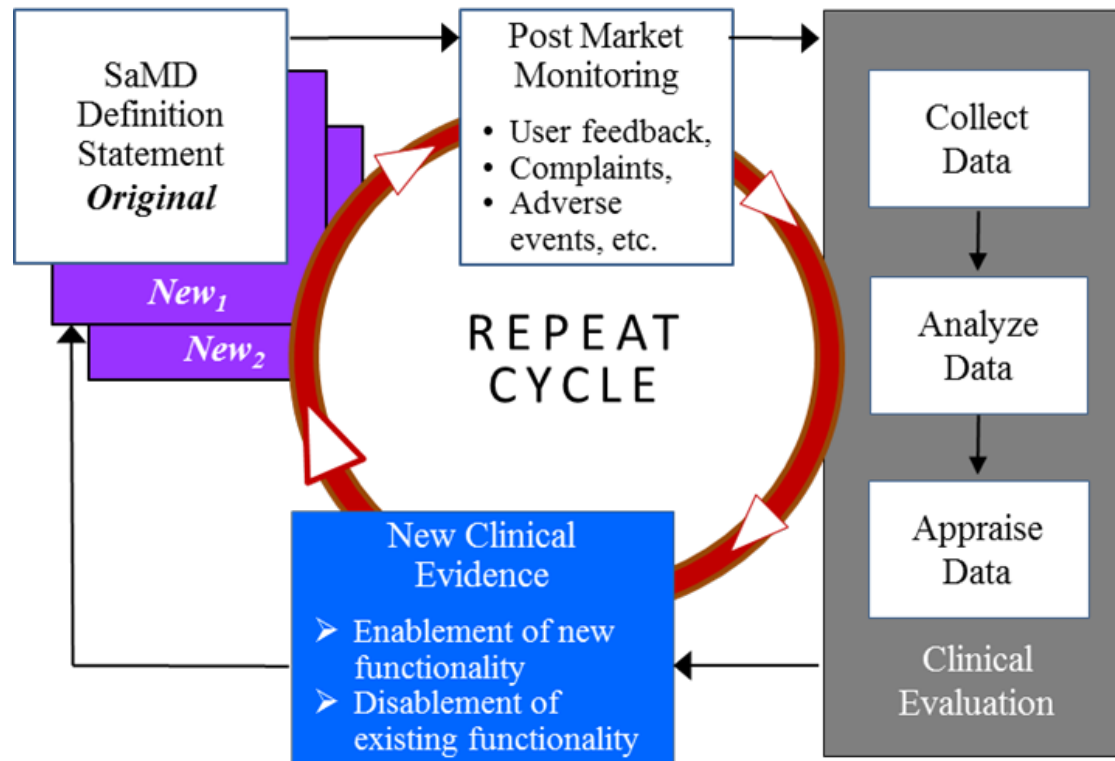 SaMD
Definition
Statement
Original
New₁
New₂
Post Market
Monitoring
• User feedback,
• Complaints,
• Adverse
events, etc.
REPEAT
CYCLE
Collect
Data
Analyze
Data
Appraise
Data
Clinical
Evaluation
New Clinical
Evidence
➢ Enablement of new
functionality
➢ Disablement of
existing functionality